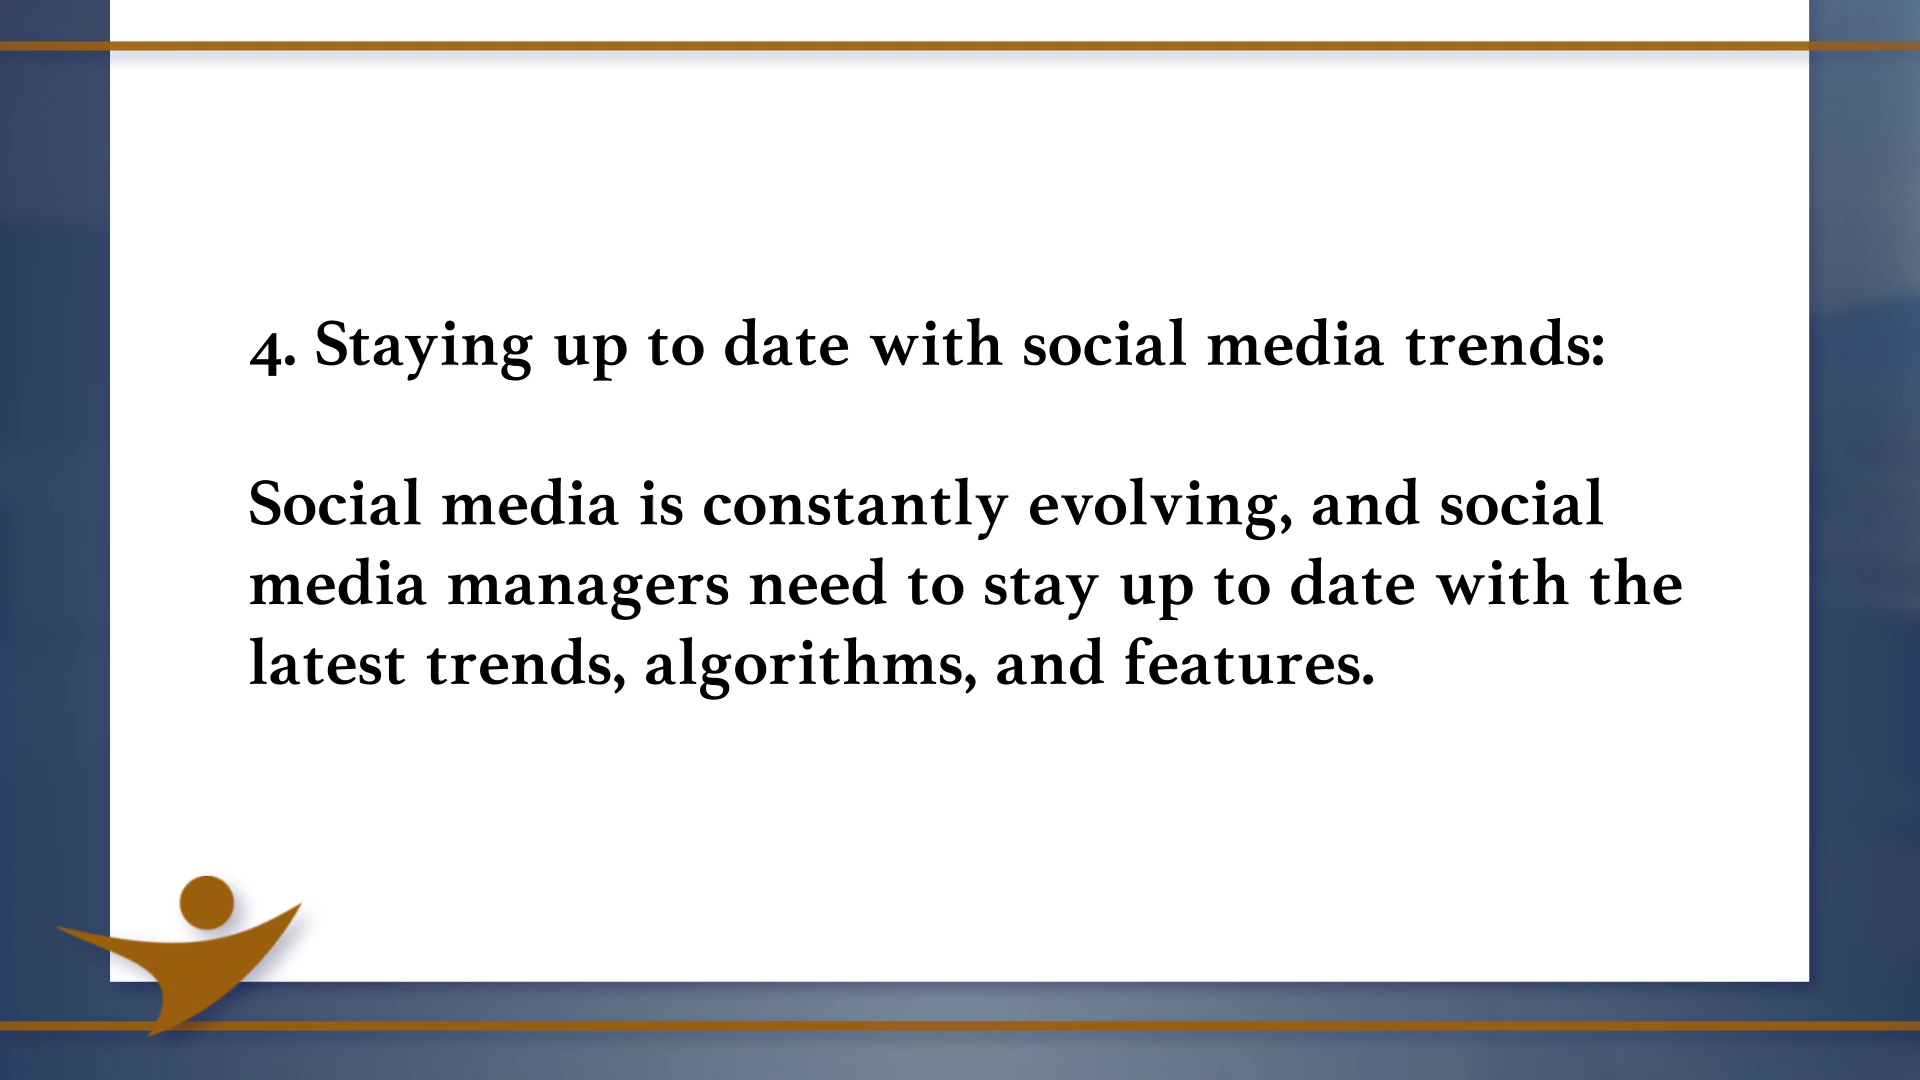 4. Staying up to date with social media trends:
Social media is constantly evolving, and social
media managers need to stay up to date with the
latest trends, algorithms, and features.